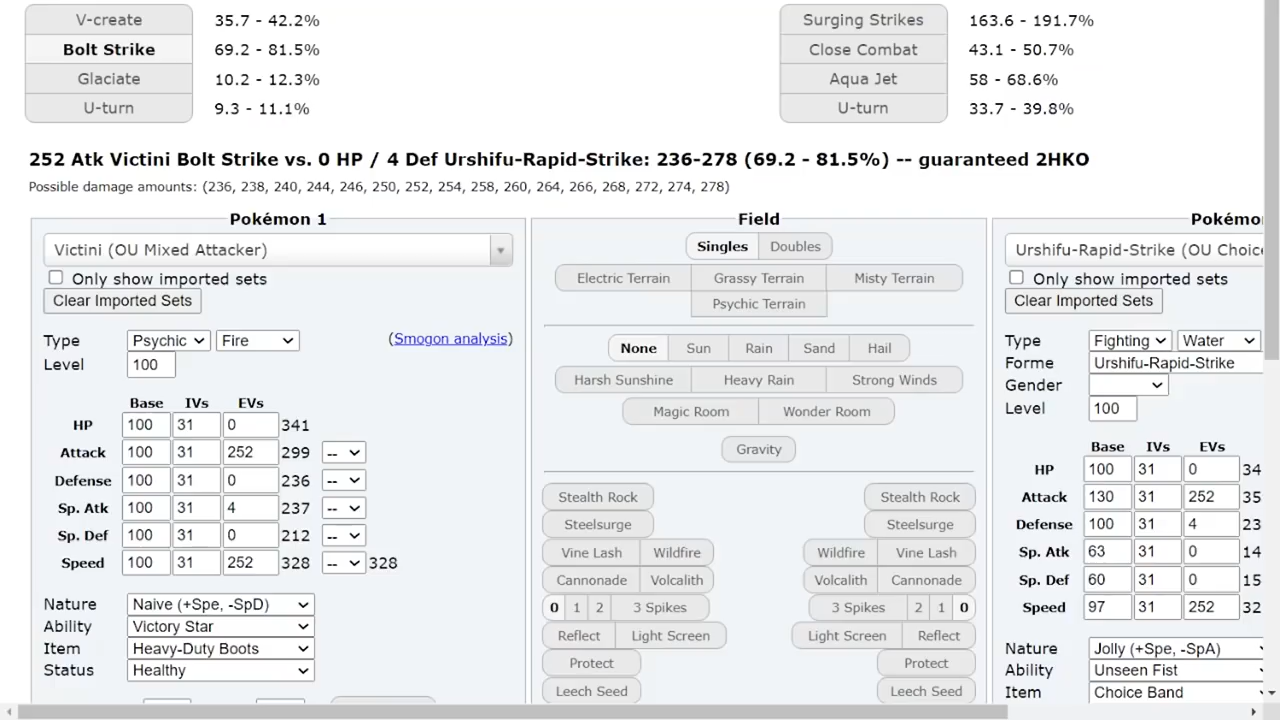 V-create 35.7 - 42.2% Surging Strikes 163.6 - 191.7%
Bolt Strike 69.2 - 81.5% Close Combat 43.1 - 50.7%
Glaciate 10.2 - 12.3% Aqua Jet 58 - 68.6%
U-turn 9.3 - 11.1% U-turn 33.7 - 39.8%
252 Atk Victini Bolt Strike vs. 0 HP / 4 Def Urshifu-Rapid-Strike: 236-278 (69.2 - 81.5%) -- guaranteed 2HKO
Possible damage amounts: (236, 238, 240, 244, 246, 250, 252, 254, 258, 260, 264, 266, 268, 272, 274, 278)
Pokémon 1
Victini (OU Mixed Attacker)
Only show imported sets
Clear Imported Sets
Type Psychic Fire (Smogon analysis)
Level 100
Base IVs EVs
HP 100 31 0 341
Attack 100 31 252 299 --
Defense 100 31 0 236 --
Sp. Atk 100 31 4 237 --
Sp. Def 100 31 0 212 --
Speed 100 31 252 328 -- 328
Nature Naive (+Spe, -SpD)
Ability Victory Star
Item Heavy-Duty Boots
Status Healthy
Field
Singles Doubles
Electric Terrain Grassy Terrain Misty Terrain
Psychic Terrain
None Sun Rain Sand Hail
Harsh Sunshine Heavy Rain Strong Winds
Magic Room Wonder Room
Gravity
Stealth Rock Stealth Rock
Steelsurge Steelsurge
Vine Lash Wildfire Wildfire Vine Lash
Cannonade Volcalith Volcalith Cannonade
0 1 2 3 Spikes 3 Spikes 2 1 0
Reflect Light Screen Light Screen Reflect
Protect Protect
Leech Seed Leech Seed
Pokémo
Urshifu-Rapid-Strike (OU Choice
Only show imported sets
Clear Imported Sets
Type Fighting Water
Forme Urshifu-Rapid-Strike
Gender
Level 100
Base IVs EVs
HP 100 31 0 34
Attack 130 31 252 35
Defense 100 31 4 23
Sp. Atk 63 31 0 14
Sp. Def 60 31 0 15
Speed 97 31 252 32
Nature Jolly (+Spe, -SpA)
Ability Unseen Fist
Item Choice Band